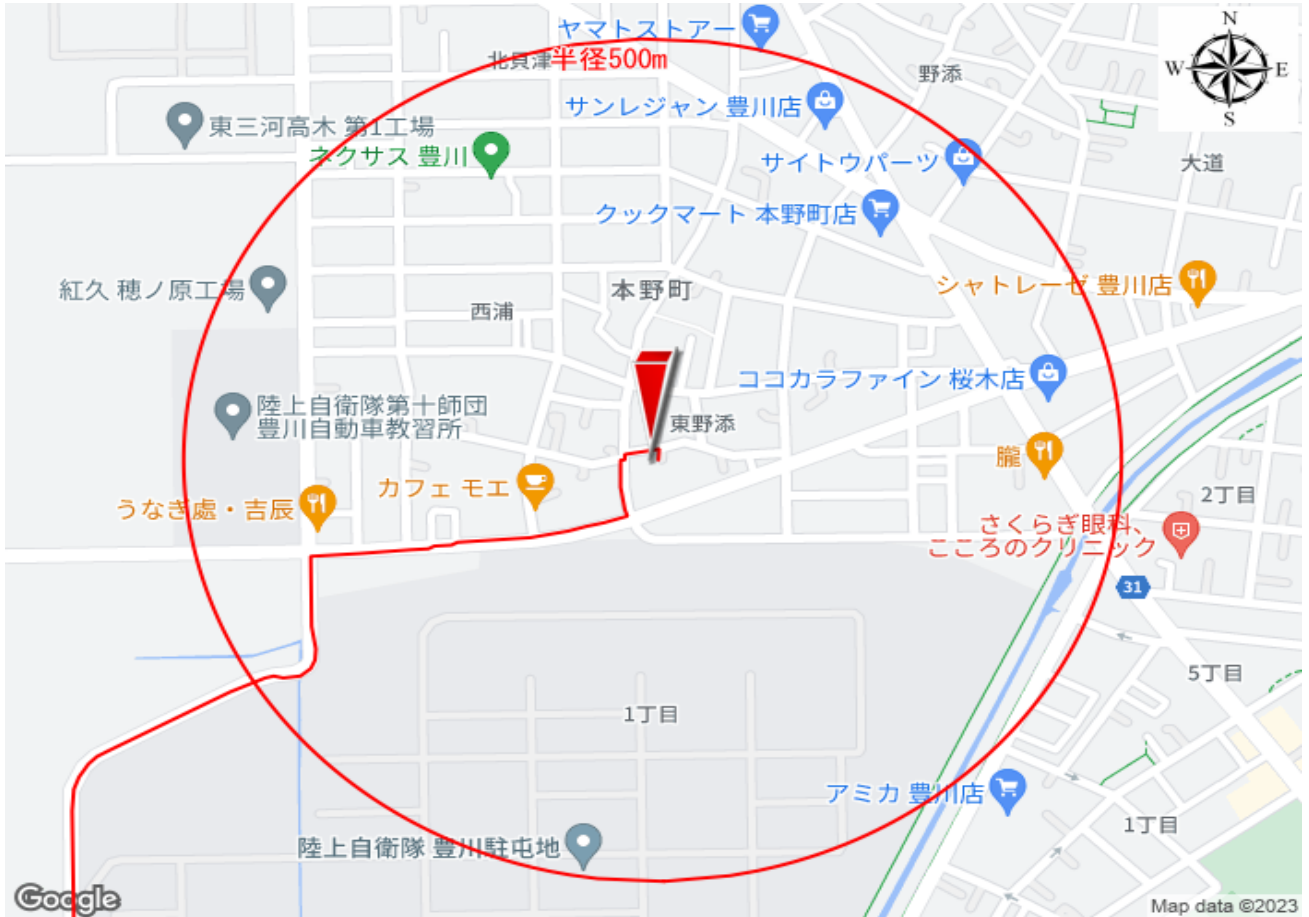 ヤマトストアー
N
W
E
S
北貝津
半径500m
野添
サンレジャン 豊川店
東三河高木 第1工場
ネクサス 豊川
サイトウパーツ
大道
クックマート 本野町店
紅久 穂ノ原工場
本野町
シャトレーゼ 豊川店
西浦
ココカラファイン 桜木店
陸上自衛隊第十師団
豊川自動車教習所
東野添
朧
カフェ モエ
うなぎ處・吉辰
2丁目
さくらぎ眼科、
こころのクリニック
31
5丁目
1丁目
アミカ 豊川店
1丁目
陸上自衛隊 豊川駐屯地
Google
Map data ©2023